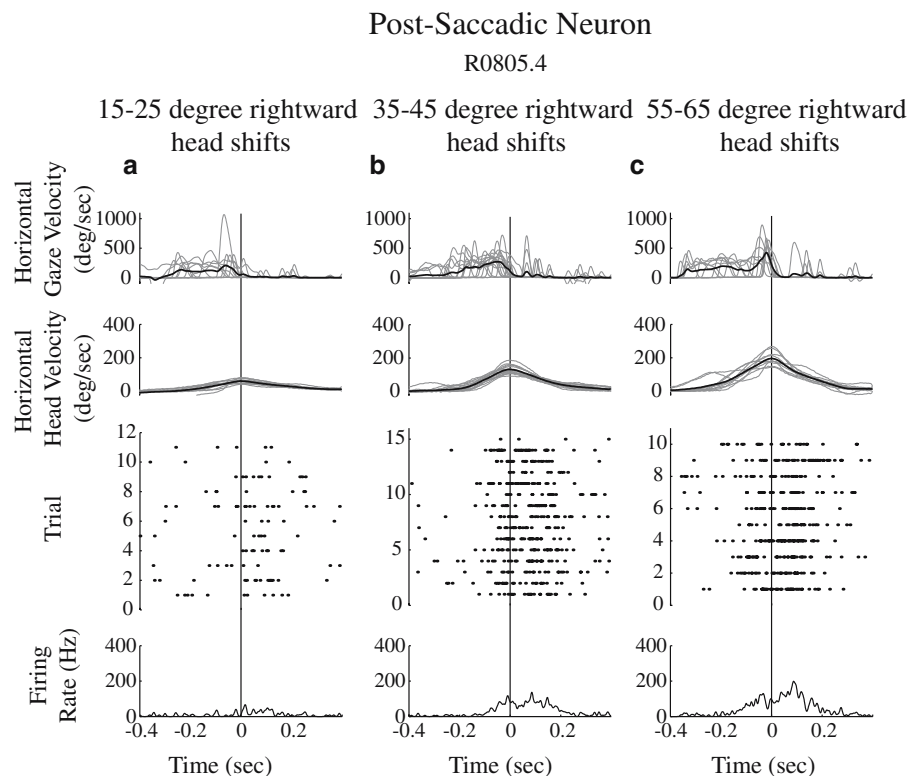 Post-Saccadic Neuron
R0805.4
15-25 degree rightward
head shifts
35-45 degree rightward
head shifts
55-65 degree rightward
head shifts
a
b
c
Horizontal
Gaze Velocity
(deg/sec)
1000
500
0
1000
500
0
1000
500
0
Horizontal
Head Velocity
(deg/sec)
400
200
0
400
200
0
400
200
0
Trial
12
10
8
6
4
2
0
15
10
5
0
10
8
6
4
2
0
Firing
Rate (Hz)
400
200
0
400
200
0
400
200
0
-0.4 -0.2 0 0.2
-0.4 -0.2 0 0.2
-0.4 -0.2 0 0.2
Time (sec)
Time (sec)
Time (sec)